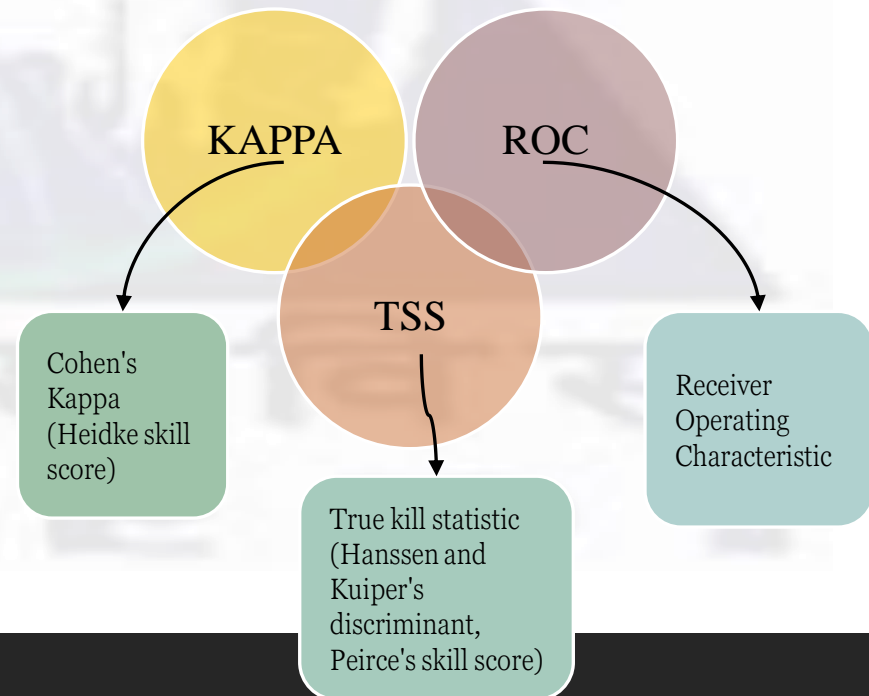 KAPPA
ROC
TSS
Cohen's
Kappa
(Heidke skill
score)
Receiver
Operating
Characteristic
True kill statistic
(Hanssen and
Kuiper's
discriminant,
Peirce's skill score)